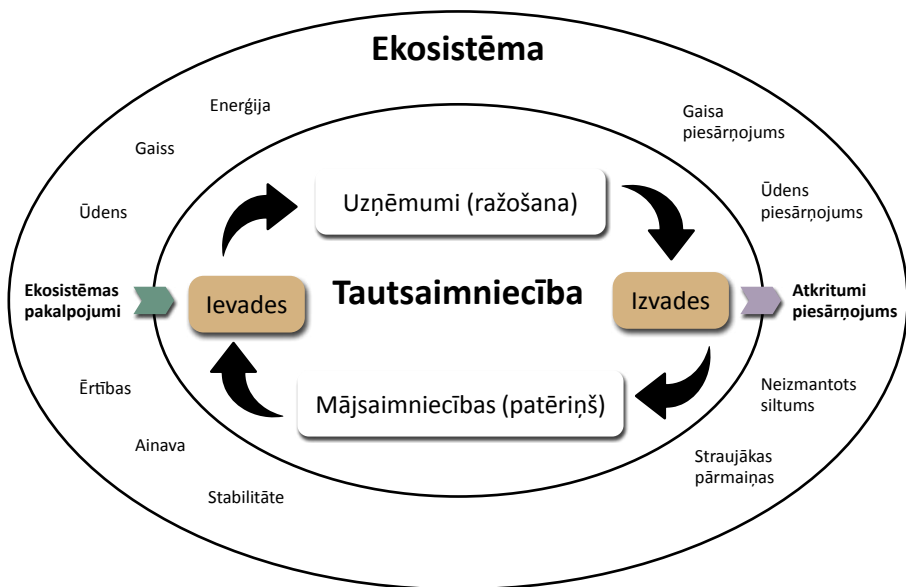 Ekosistēma
Enerģija
Gaiss
Ūdens
Ekosistēmas
pakalpojumi
Ērtības
Ainava
Stabilitāte
Uzņēmumi (ražošana)
Ievades
Tautsaimniecība
Izvades
Mājsaimniecības (patēriņš)
Gaisa
piesārņojums
Ūdens
piesārņojums
Atkritumi
piesārņojums
Neizmantots
siltums
Straujākas
pārmaiņas